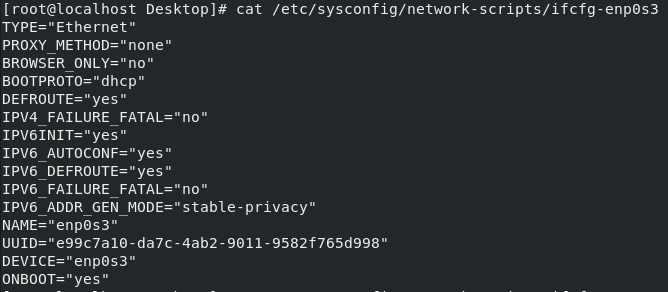 [root@localhost Desktop]# cat /etc/sysconfig/network-scripts/ifcfg-enp0s3
TYPE="Ethernet"
PROXY_METHOD="none"
BROWSER_ONLY="no"
BOOTPROTO="dhcp"
DEFROUTE="yes"
IPV4_FAILURE_FATAL="no"
IPV6INIT="yes"
IPV6_AUTOCONF="yes"
IPV6_DEFROUTE="yes"
IPV6_FAILURE_FATAL="no"
IPV6_ADDR_GEN_MODE="stable-privacy"
NAME="enp0s3"
UUID="e99c7a10-da7c-4ab2-9011-9582f765d998"
DEVICE="enp0s3"
ONBOOT="yes"